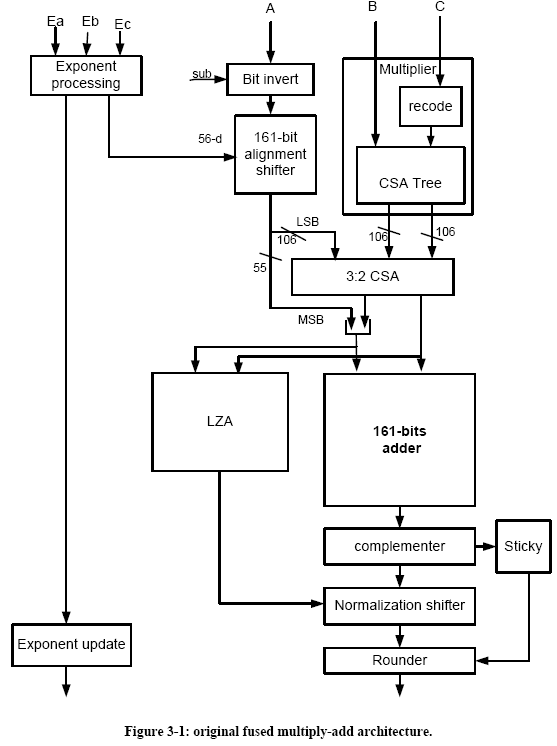 Ea
Eb
Ec
A
B
C
Exponent
processing
sub
Bit invert
Multiplier
recode
56-d
161-bit
alignment
shifter
CSA Tree
LSB
106
106
106
55
3:2 CSA
MSB
LZA
161-bits
adder
complementer
Sticky
Normalization shifter
Exponent update
Rounder
Figure 3-1: original fused multiply-add architecture.